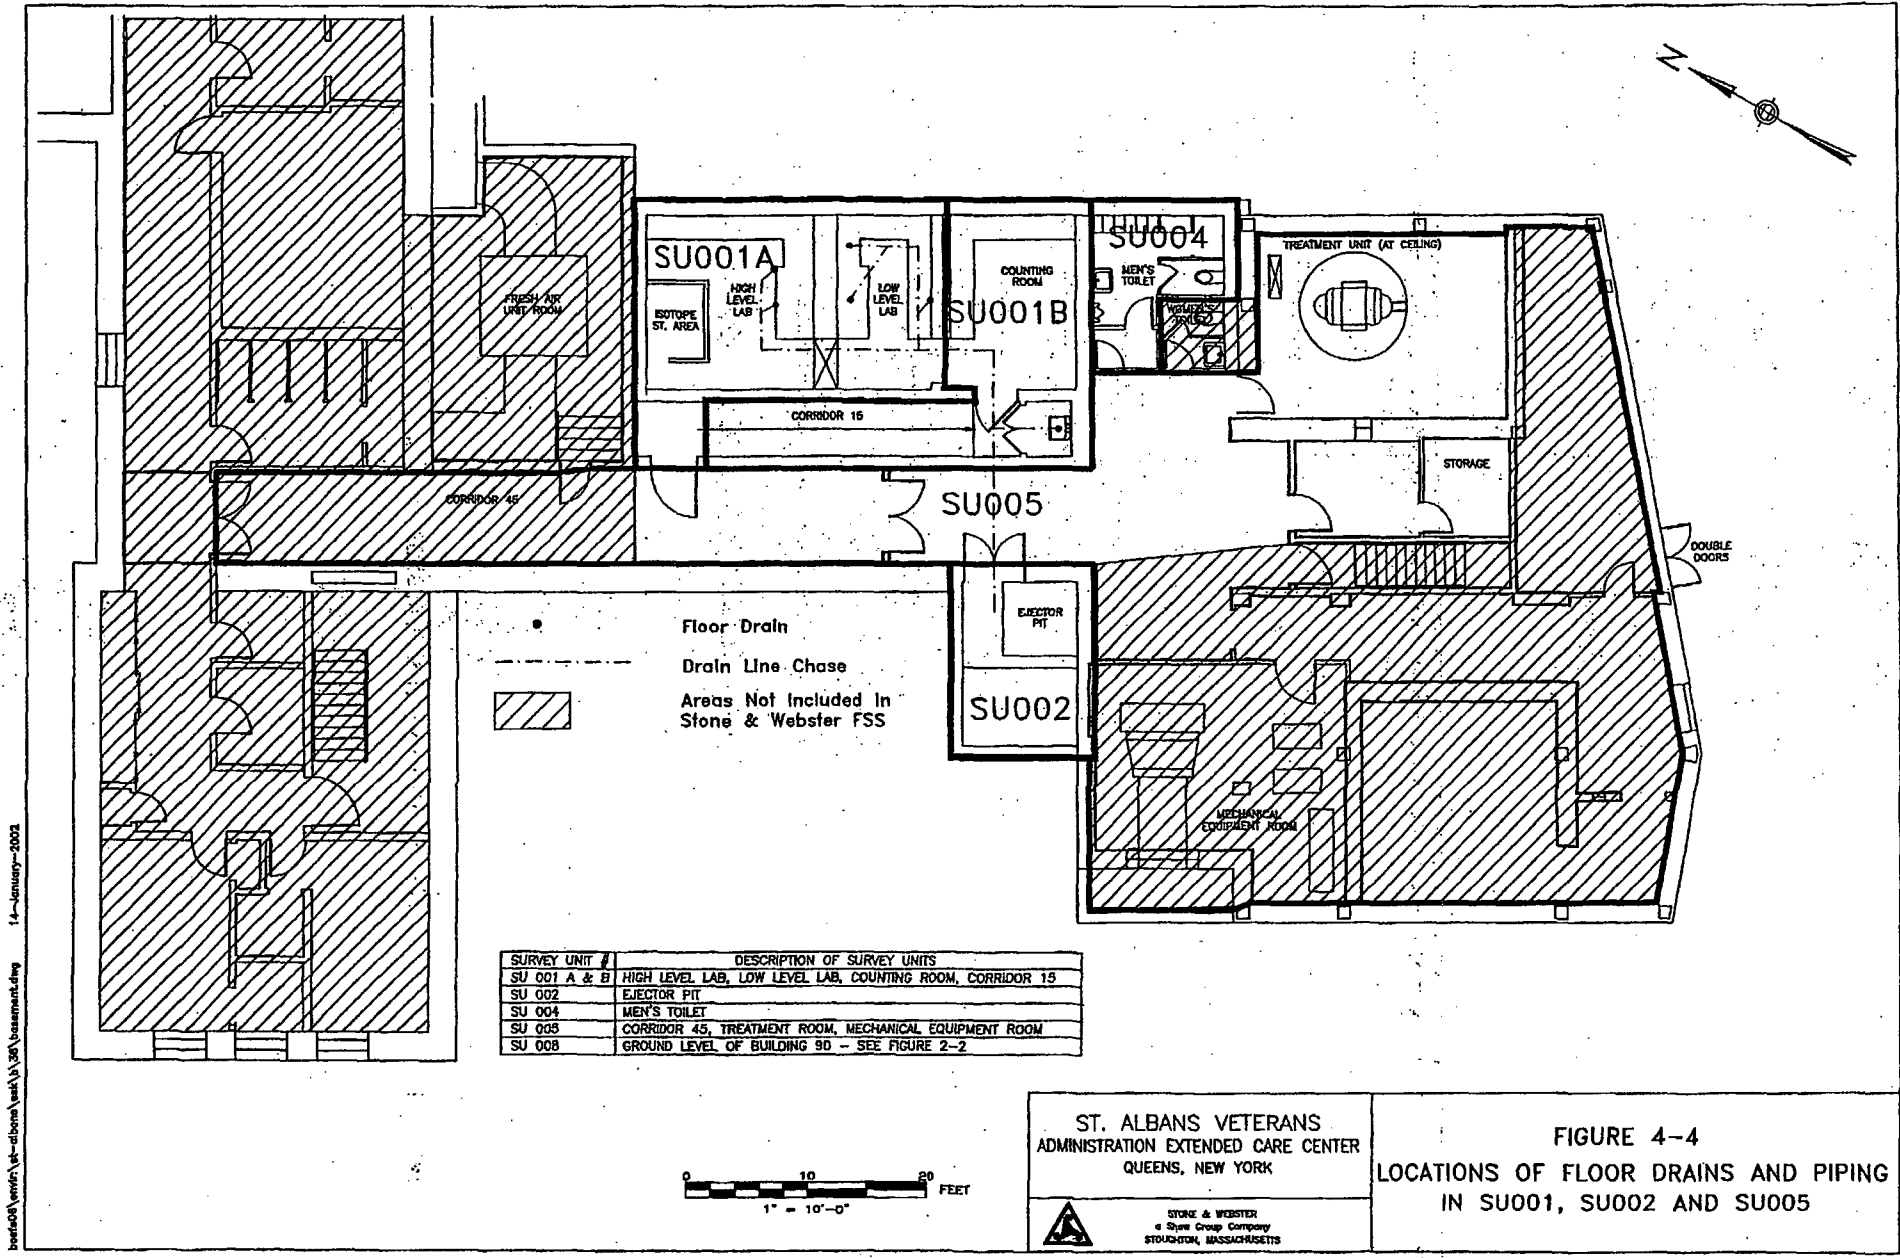 N
SU001A
HIGH
LEVEL
LAB
ISOTOPE
ST. AREA
LOW
LEVEL
LAB
COUNTING
ROOM
SU001B
SU004
MEN'S
TOILET
WOMEN'S
TOILET
TREATMENT UNIT (AT CEILING)
FRESH AIR
UNIT ROOM
CORRIDOR 15
STORAGE
CORRIDOR 45
SU005
DOUBLE
DOORS
EJECTOR
PIT
SU002
MECHANICAL
EQUIPMENT ROOM
Floor Drain
Drain Line Chase
Areas Not Included in
Stone & Webster FSS
SURVEY UNIT # DESCRIPTION OF SURVEY UNITS
SU 001 A & B HIGH LEVEL LAB, LOW LEVEL LAB, COUNTING ROOM, CORRIDOR 15
SU 002 EJECTOR PIT
SU 004 MEN'S TOILET
SU 005 CORRIDOR 45, TREATMENT ROOM, MECHANICAL EQUIPMENT ROOM
SU 008 GROUND LEVEL OF BUILDING 90 - SEE FIGURE 2-2
0 10 20
FEET
1" = 10'-0"
ST. ALBANS VETERANS
ADMINISTRATION EXTENDED CARE CENTER
QUEENS, NEW YORK
STONE & WEBSTER
a Shaw Group Company
STOUGHTON, MASSACHUSETTS
FIGURE 4-4
LOCATIONS OF FLOOR DRAINS AND PIPING
IN SU001, SU002 AND SU005
14-January-2002